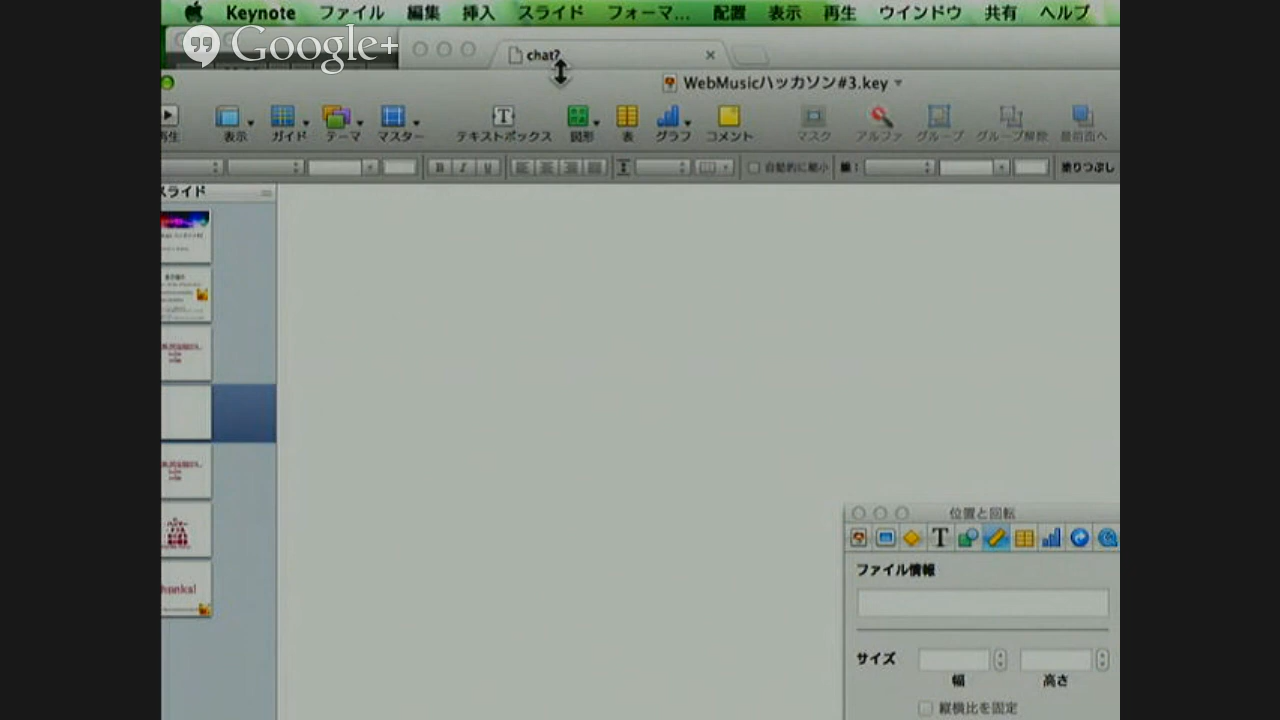 Keynote ファイル 編集 挿入 スライド フォーマ... 配置 表示 再生 ウインドウ 共有 ヘルプ
Google+
chat?
WebMusicハッカソン#3.key
再生 表示 ガイド テーマ マスター テキストボックス 図形 表 グラフ コメント マスク アルファ グループ グループ解除 最前面へ
B I U 自動的に縮小 線: 塗りつぶし
スライド
hanks!
位置と回転
ファイル情報
サイズ
幅 高さ
縦横比を固定